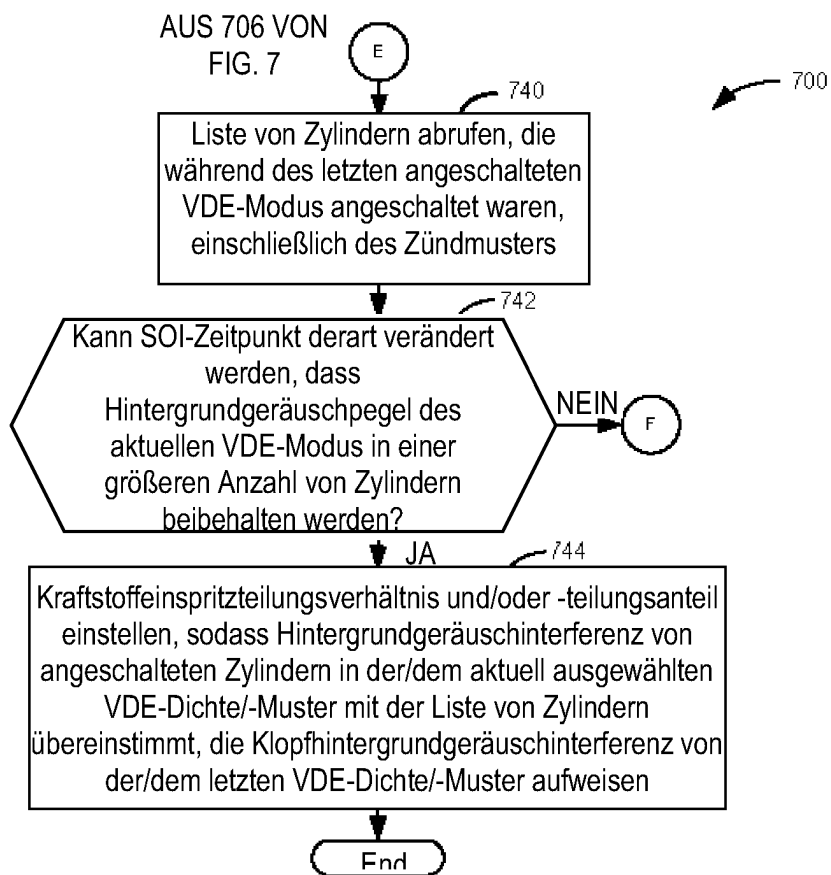 AUS 706 VON
FIG. 7
E
700
740
Liste von Zylindern abrufen, die
während des letzten angeschalteten
VDE-Modus angeschaltet waren,
einschließlich des Zündmusters
742
Kann SOI-Zeitpunkt derart verändert
werden, dass
Hintergrundgeräuschpegel des
aktuellen VDE-Modus in einer
größeren Anzahl von Zylindern
beibehalten werden?
NEIN
F
JA
744
Kraftstoffeinspritzteilungsverhältnis und/oder -teilungsanteil
einstellen, sodass Hintergrundgeräuschinterferenz von
angeschalteten Zylindern in der/dem aktuell ausgewählten
VDE-Dichte/-Muster mit der Liste von Zylindern
übereinstimmt, die Klopfhintergrundgeräuschinterferenz von
der/dem letzten VDE-Dichte/-Muster aufweisen
End